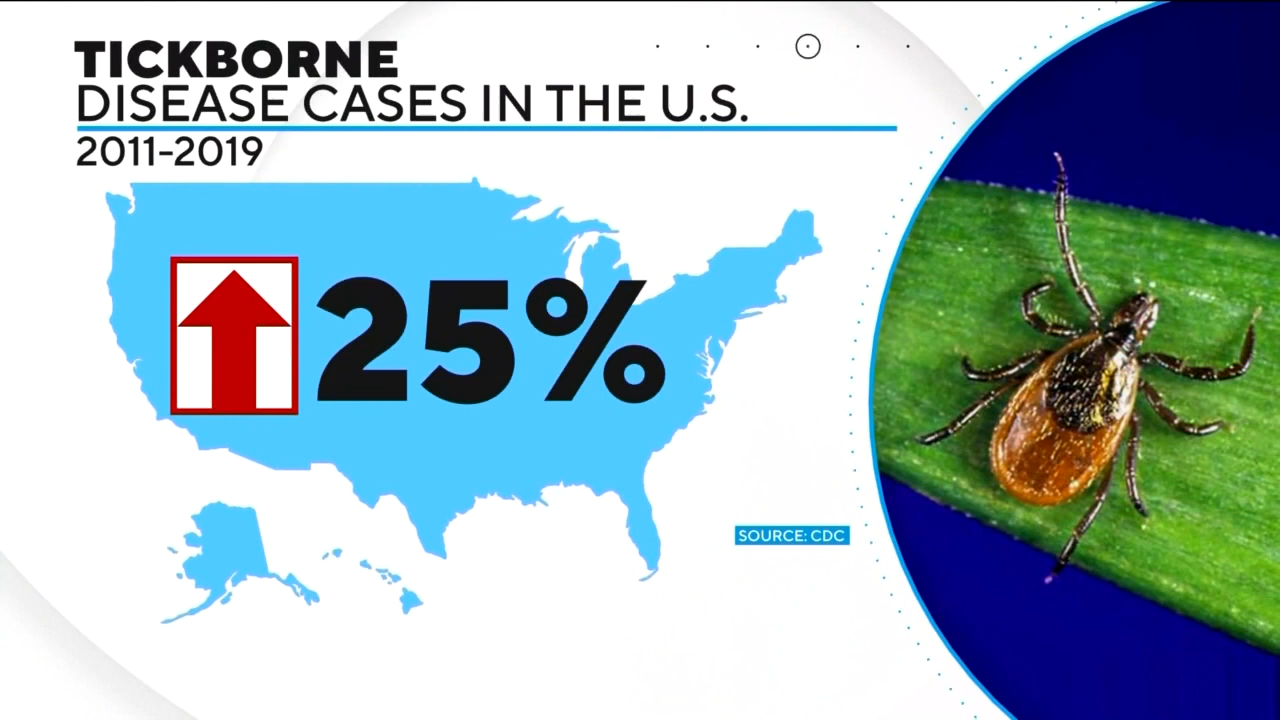 TICKBORNE
DISEASE CASES IN THE U.S.
2011-2019
25%
SOURCE: CDC